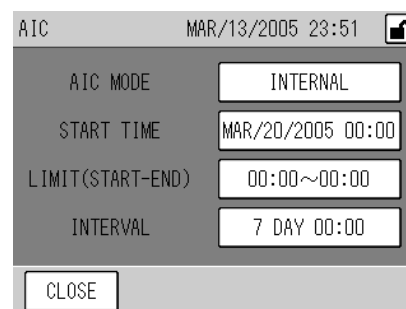 AIC MAR/13/2005 23:51
AIC MODE INTERNAL
START TIME MAR/20/2005 00:00
LIMIT(START-END) 00:00～00:00
INTERVAL 7 DAY 00:00
CLOSE